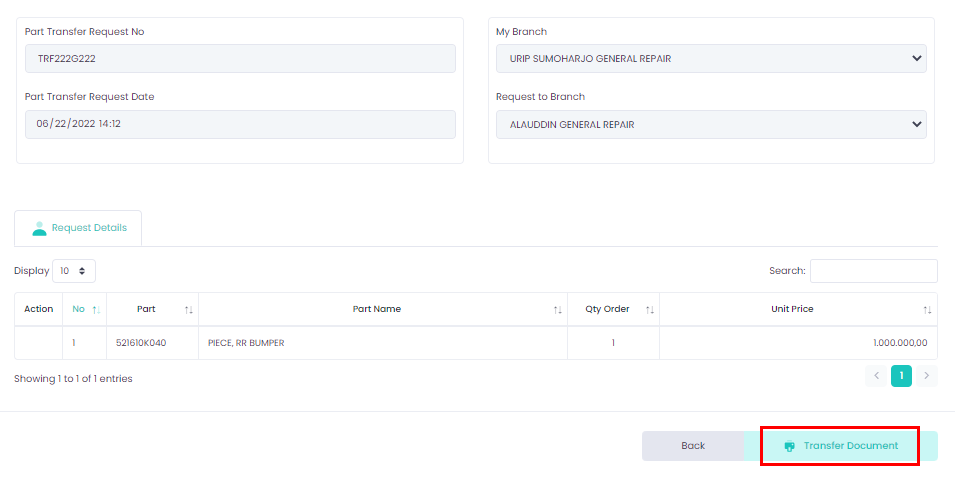 Part Transfer Request No
TRF222G222
Part Transfer Request Date
06/22/2022 14:12
My Branch
URIP SUMOHARJO GENERAL REPAIR
Request to Branch
ALAUDDIN GENERAL REPAIR
Request Details
Display 10 Search:
Action No Part Part Name Qty Order Unit Price
1 521610K040 PIECE, RR BUMPER 1 1.000.000,00
Showing 1 to 1 of 1 entries
1
Back Transfer Document